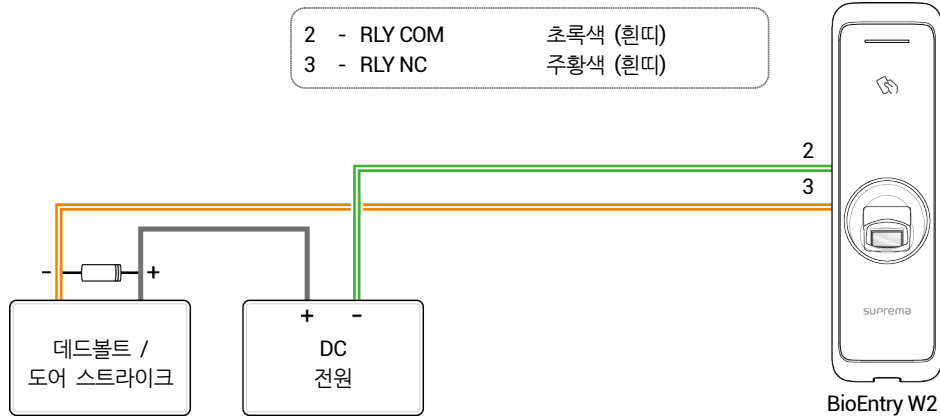 2 - RLY COM 초록색 (흰띠)
3 - RLY NC 주황색 (흰띠)
2
3
- +
+ -
데드볼트 /
도어 스트라이크
DC
전원
suprema
BioEntry W2